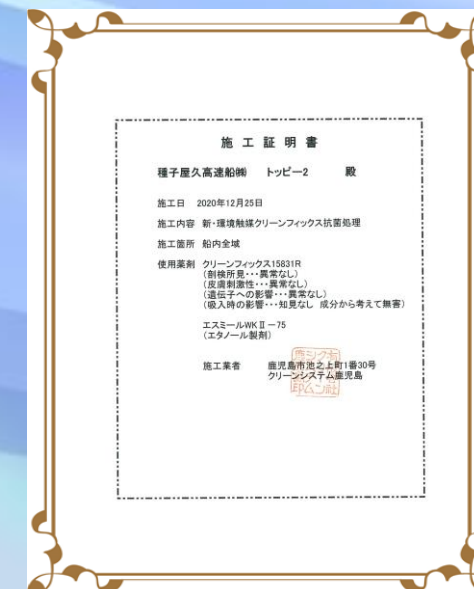 施 工 証 明 書
種子屋久高速船㈱ トッピー2 殿
施工日 2020年12月25日
施工内容 新・環境触媒クリーンフィックス抗菌処理
施工箇所 船内全域
使用薬剤 クリーンフィックス15831R
(剖検所見・・・異常なし)
(皮膚刺激性・・・異常なし)
(遺伝子への影響・・・異常なし)
(吸入時の影響・・・知見なし 成分から考えて無害)
エスミールWKⅡ－75
(エタノール製剤)
施工業者 鹿児島市池之上町1番30号
クリーンシステム鹿児島